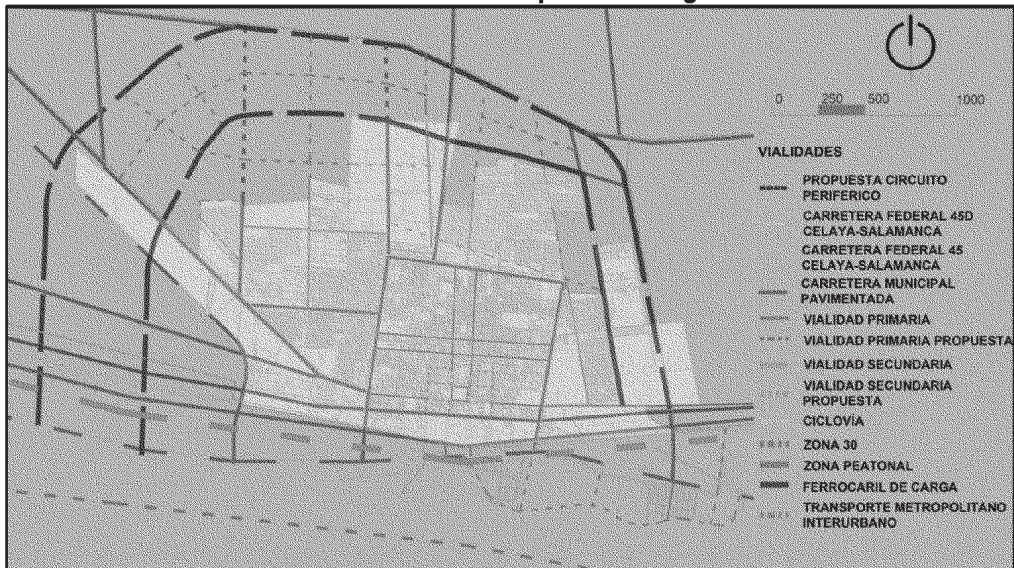 0 250 500 1000
VIALIDADES
PROPUESTA CIRCUITO
PERIFERICO
CARRETERA FEDERAL 45D
CELAYA-SALAMANCA
CARRETERA FEDERAL 45
CELAYA-SALAMANCA
CARRETERA MUNICIPAL
PAVIMENTADA
VIALIDAD PRIMARIA
VIALIDAD PRIMARIA PROPUESTA
VIALIDAD SECUNDARIA
VIALIDAD SECUNDARIA
PROPUESTA
CICLOVÍA
ZONA 30
ZONA PEATONAL
FERROCARIL DE CARGA
TRANSPORTE METROPOLITANO
INTERURBANO